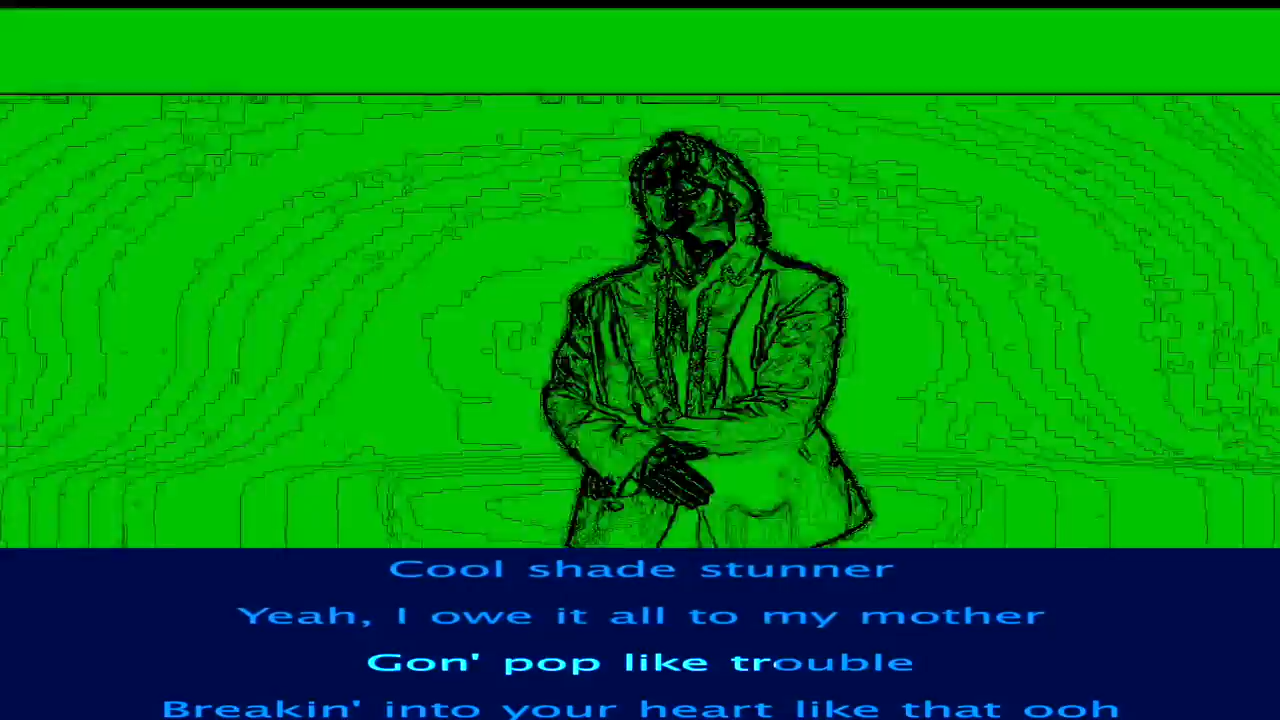 Cool shade stunner
Yeah, I owe it all to my mother
Gon' pop like trouble
Breakin' into your heart like that ooh